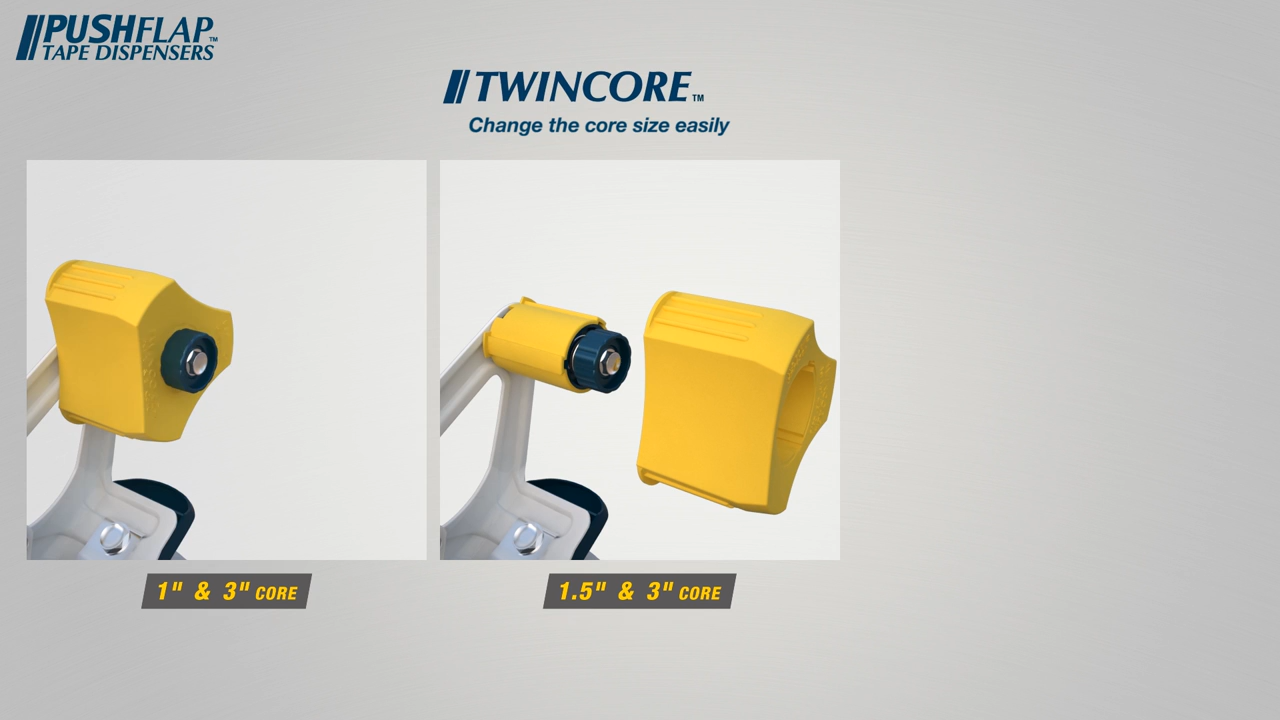 PUSHFLAP™
TAPE DISPENSERS
TWINCORE™
Change the core size easily
1" & 3" CORE
1.5" & 3" CORE